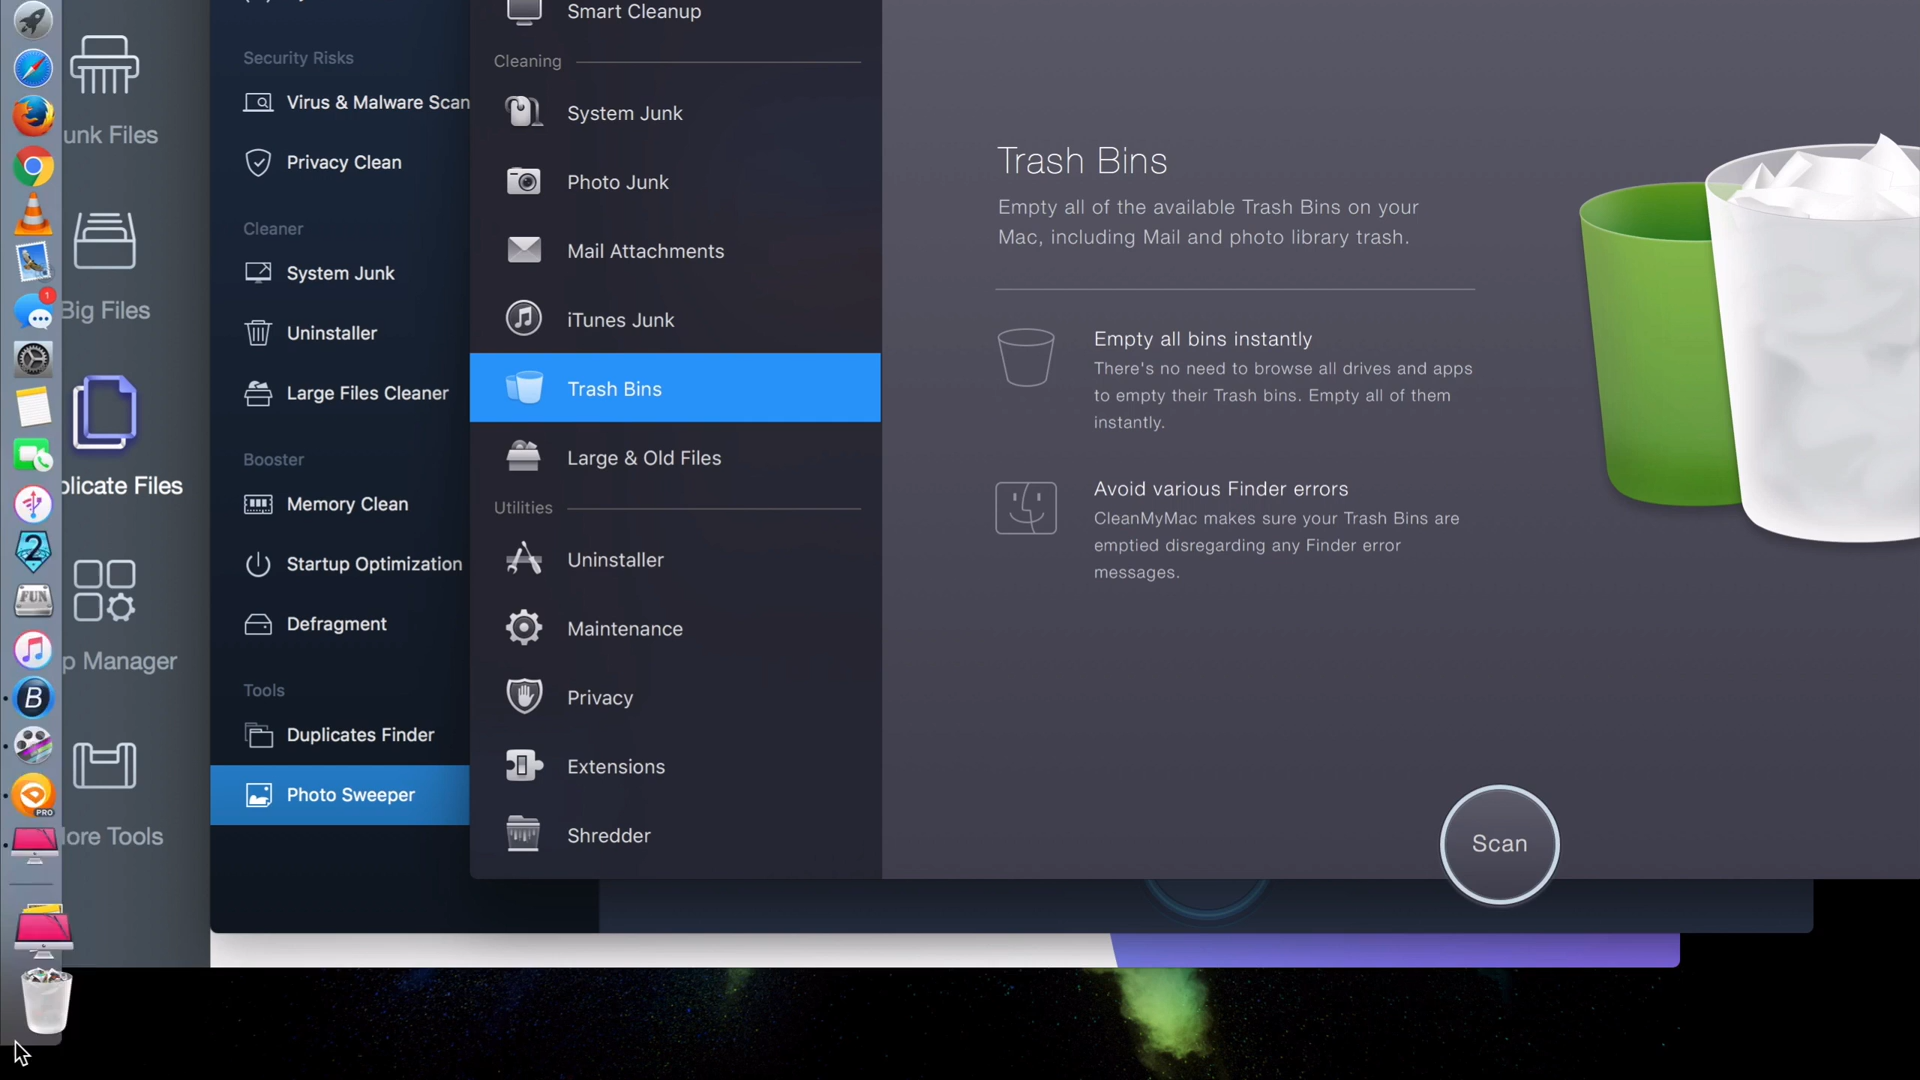 unk Files
Big Files
plicate Files
p Manager
ore Tools
1
2
FUN
B
PRO
Security Risks
Virus & Malware Scan
Privacy Clean
Cleaner
System Junk
Uninstaller
Large Files Cleaner
Booster
Memory Clean
Startup Optimization
Defragment
Tools
Duplicates Finder
Photo Sweeper
Smart Cleanup
Cleaning
System Junk
Photo Junk
Mail Attachments
iTunes Junk
Trash Bins
Large & Old Files
Utilities
Uninstaller
Maintenance
Privacy
Extensions
Shredder
Trash Bins
Empty all of the available Trash Bins on your
Mac, including Mail and photo library trash.
Empty all bins instantly
There's no need to browse all drives and apps
to empty their Trash bins. Empty all of them
instantly.
Avoid various Finder errors
CleanMyMac makes sure your Trash Bins are
emptied disregarding any Finder error
messages.
Scan